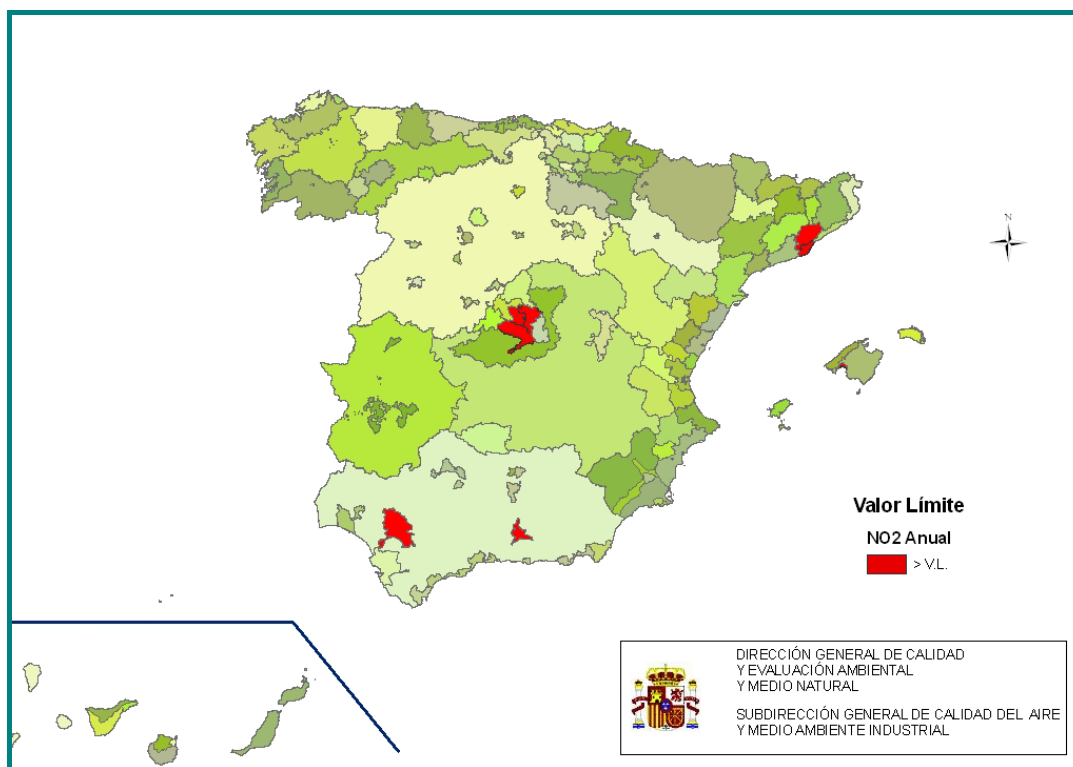 N
Valor Límite
NO2 Anual
> V.L.
DIRECCIÓN GENERAL DE CALIDAD
Y EVALUACIÓN AMBIENTAL
Y MEDIO NATURAL
SUBDIRECCIÓN GENERAL DE CALIDAD DEL AIRE
Y MEDIO AMBIENTE INDUSTRIAL